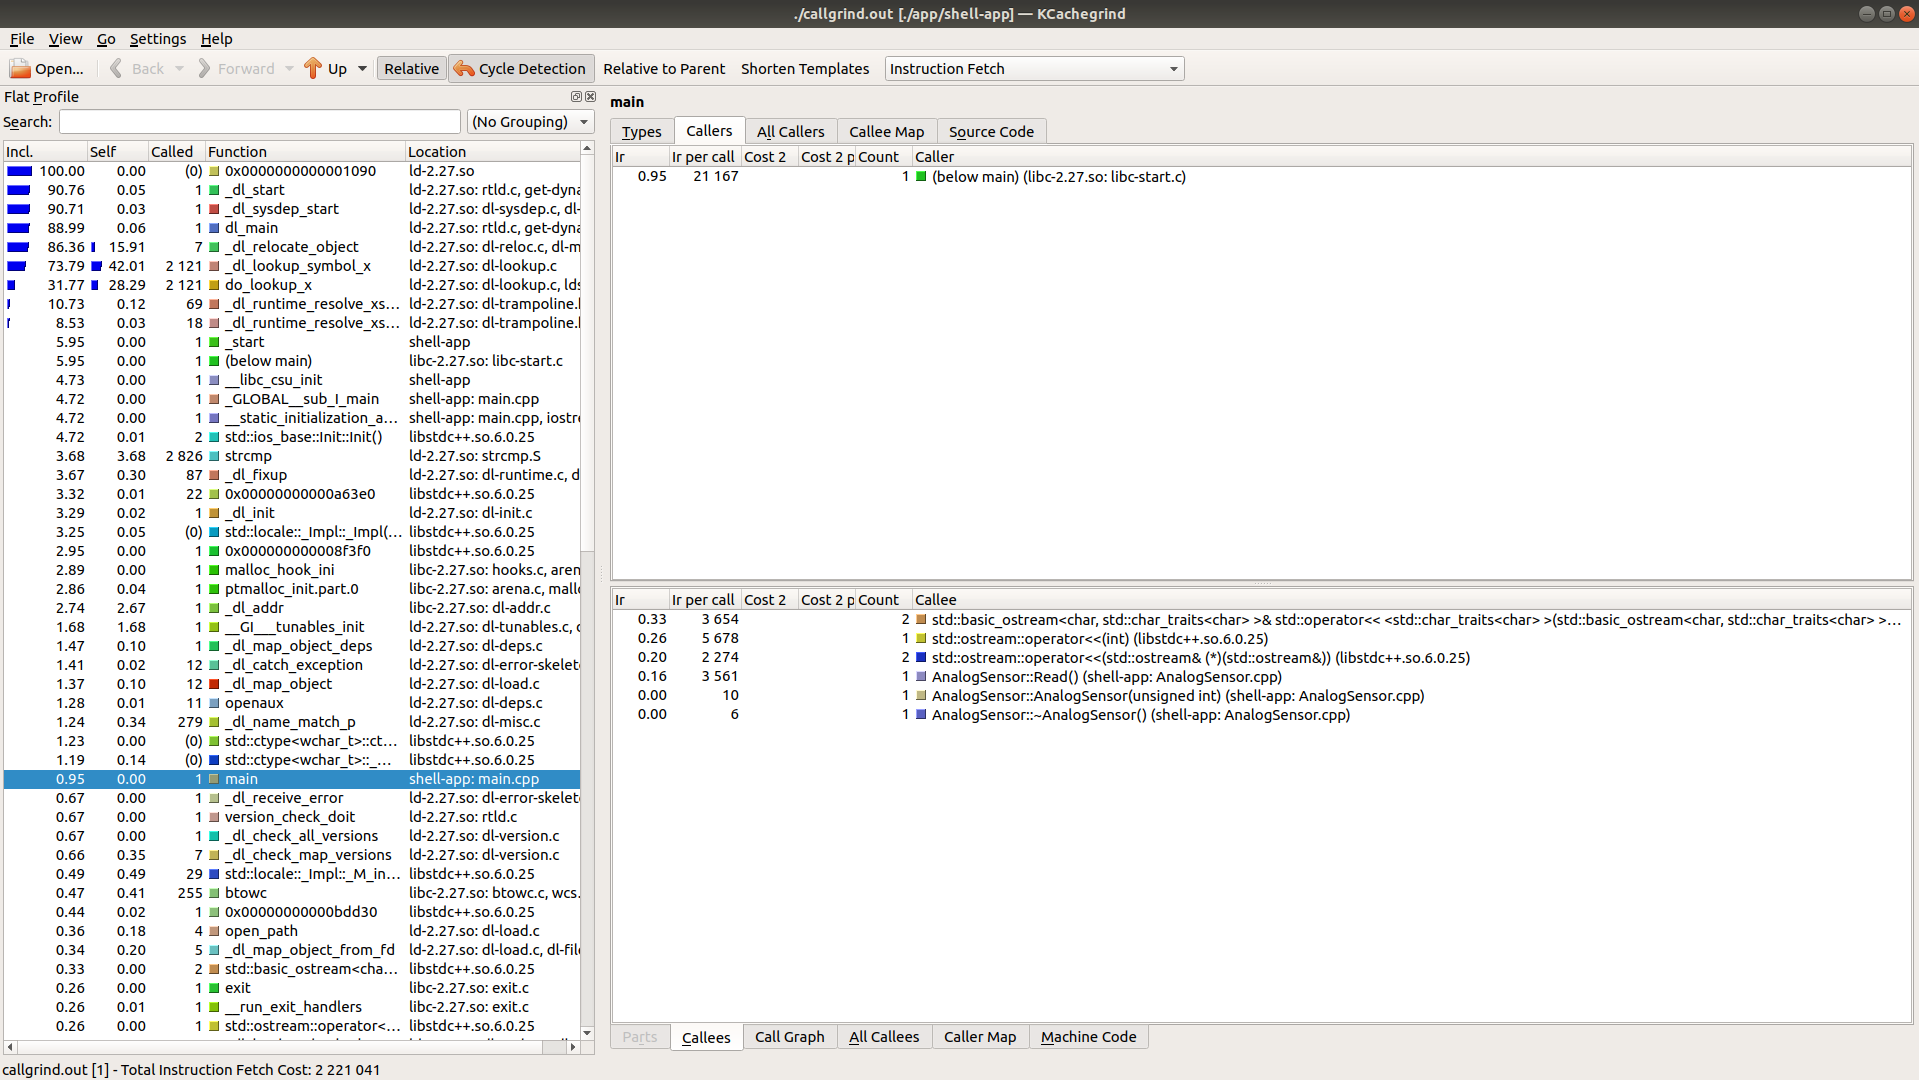 ./callgrind.out [./app/shell-app] — KCachegrind
File View Go Settings Help
Open... Back Forward Up Relative Cycle Detection Relative to Parent Shorten Templates Instruction Fetch
Flat Profile
Search: (No Grouping)
Incl. Self Called Function Location
100.00 0.00 (0) 0x0000000000001090 ld-2.27.so
90.76 0.05 1 _dl_start ld-2.27.so: rtld.c, get-dyna
90.71 0.03 1 _dl_sysdep_start ld-2.27.so: dl-sysdep.c, dl-
88.99 0.06 1 dl_main ld-2.27.so: rtld.c, get-dyna
86.36 15.91 7 _dl_relocate_object ld-2.27.so: dl-reloc.c, dl-m
73.79 42.01 2 121 _dl_lookup_symbol_x ld-2.27.so: dl-lookup.c
31.77 28.29 2 121 do_lookup_x ld-2.27.so: dl-lookup.c, lds
10.73 0.12 69 _dl_runtime_resolve_xs... ld-2.27.so: dl-trampoline.l
8.53 0.03 18 _dl_runtime_resolve_xs... ld-2.27.so: dl-trampoline.l
5.95 0.00 1 _start shell-app
5.95 0.00 1 (below main) libc-2.27.so: libc-start.c
4.73 0.00 1 __libc_csu_init shell-app
4.72 0.00 1 _GLOBAL__sub_I_main shell-app: main.cpp
4.72 0.00 1 __static_initialization_a... shell-app: main.cpp, iostre
4.72 0.01 2 std::ios_base::Init::Init() libstdc++.so.6.0.25
3.68 3.68 2 826 strcmp ld-2.27.so: strcmp.S
3.67 0.30 87 _dl_fixup ld-2.27.so: dl-runtime.c, d
3.32 0.01 22 0x00000000000a63e0 libstdc++.so.6.0.25
3.29 0.02 1 _dl_init ld-2.27.so: dl-init.c
3.25 0.05 (0) std::locale::_Impl::_Impl(... libstdc++.so.6.0.25
2.95 0.00 1 0x000000000008f3f0 libstdc++.so.6.0.25
2.89 0.00 1 malloc_hook_ini libc-2.27.so: hooks.c, aren
2.86 0.04 1 ptmalloc_init.part.0 libc-2.27.so: arena.c, mallo
2.74 2.67 1 _dl_addr libc-2.27.so: dl-addr.c
1.68 1.68 1 __GI___tunables_init ld-2.27.so: dl-tunables.c, c
1.47 0.10 1 _dl_map_object_deps ld-2.27.so: dl-deps.c
1.41 0.02 12 _dl_catch_exception ld-2.27.so: dl-error-skelet
1.37 0.10 12 _dl_map_object ld-2.27.so: dl-load.c
1.28 0.01 11 openaux ld-2.27.so: dl-deps.c
1.24 0.34 279 _dl_name_match_p ld-2.27.so: dl-misc.c
1.23 0.00 (0) std::ctype<wchar_t>::ct... libstdc++.so.6.0.25
1.19 0.14 (0) std::ctype<wchar_t>::_... libstdc++.so.6.0.25
0.95 0.00 1 main shell-app: main.cpp
0.67 0.00 1 _dl_receive_error ld-2.27.so: dl-error-skelet
0.67 0.00 1 version_check_doit ld-2.27.so: rtld.c
0.67 0.00 1 _dl_check_all_versions ld-2.27.so: dl-version.c
0.66 0.35 7 _dl_check_map_versions ld-2.27.so: dl-version.c
0.49 0.49 29 std::locale::_Impl::_M_in... libstdc++.so.6.0.25
0.47 0.41 255 btowc libc-2.27.so: btowc.c, wcs.
0.44 0.02 1 0x00000000000bdd30 libstdc++.so.6.0.25
0.36 0.18 4 open_path ld-2.27.so: dl-load.c
0.34 0.20 5 _dl_map_object_from_fd ld-2.27.so: dl-load.c, dl-fil
0.33 0.00 2 std::basic_ostream<cha... libstdc++.so.6.0.25
0.26 0.00 1 exit libc-2.27.so: exit.c
0.26 0.01 1 __run_exit_handlers libc-2.27.so: exit.c
0.26 0.00 1 std::ostream::operator<... libstdc++.so.6.0.25
main
Types Callers All Callers Callee Map Source Code
Ir Ir per call Cost 2 Cost 2 p Count Caller
0.95 21 167 1 (below main) (libc-2.27.so: libc-start.c)
Ir Ir per call Cost 2 Cost 2 p Count Callee
0.33 3 654 2 std::basic_ostream<char, std::char_traits<char> >& std::operator<< <std::char_traits<char> >(std::basic_ostream<char, std::char_traits<char> >...
0.26 5 678 1 std::ostream::operator<<(int) (libstdc++.so.6.0.25)
0.20 2 274 2 std::ostream::operator<<(std::ostream& (*)(std::ostream&)) (libstdc++.so.6.0.25)
0.16 3 561 1 AnalogSensor::Read() (shell-app: AnalogSensor.cpp)
0.00 10 1 AnalogSensor::AnalogSensor(unsigned int) (shell-app: AnalogSensor.cpp)
0.00 6 1 AnalogSensor::~AnalogSensor() (shell-app: AnalogSensor.cpp)
Parts Callees Call Graph All Callees Caller Map Machine Code
callgrind.out [1] - Total Instruction Fetch Cost: 2 221 041